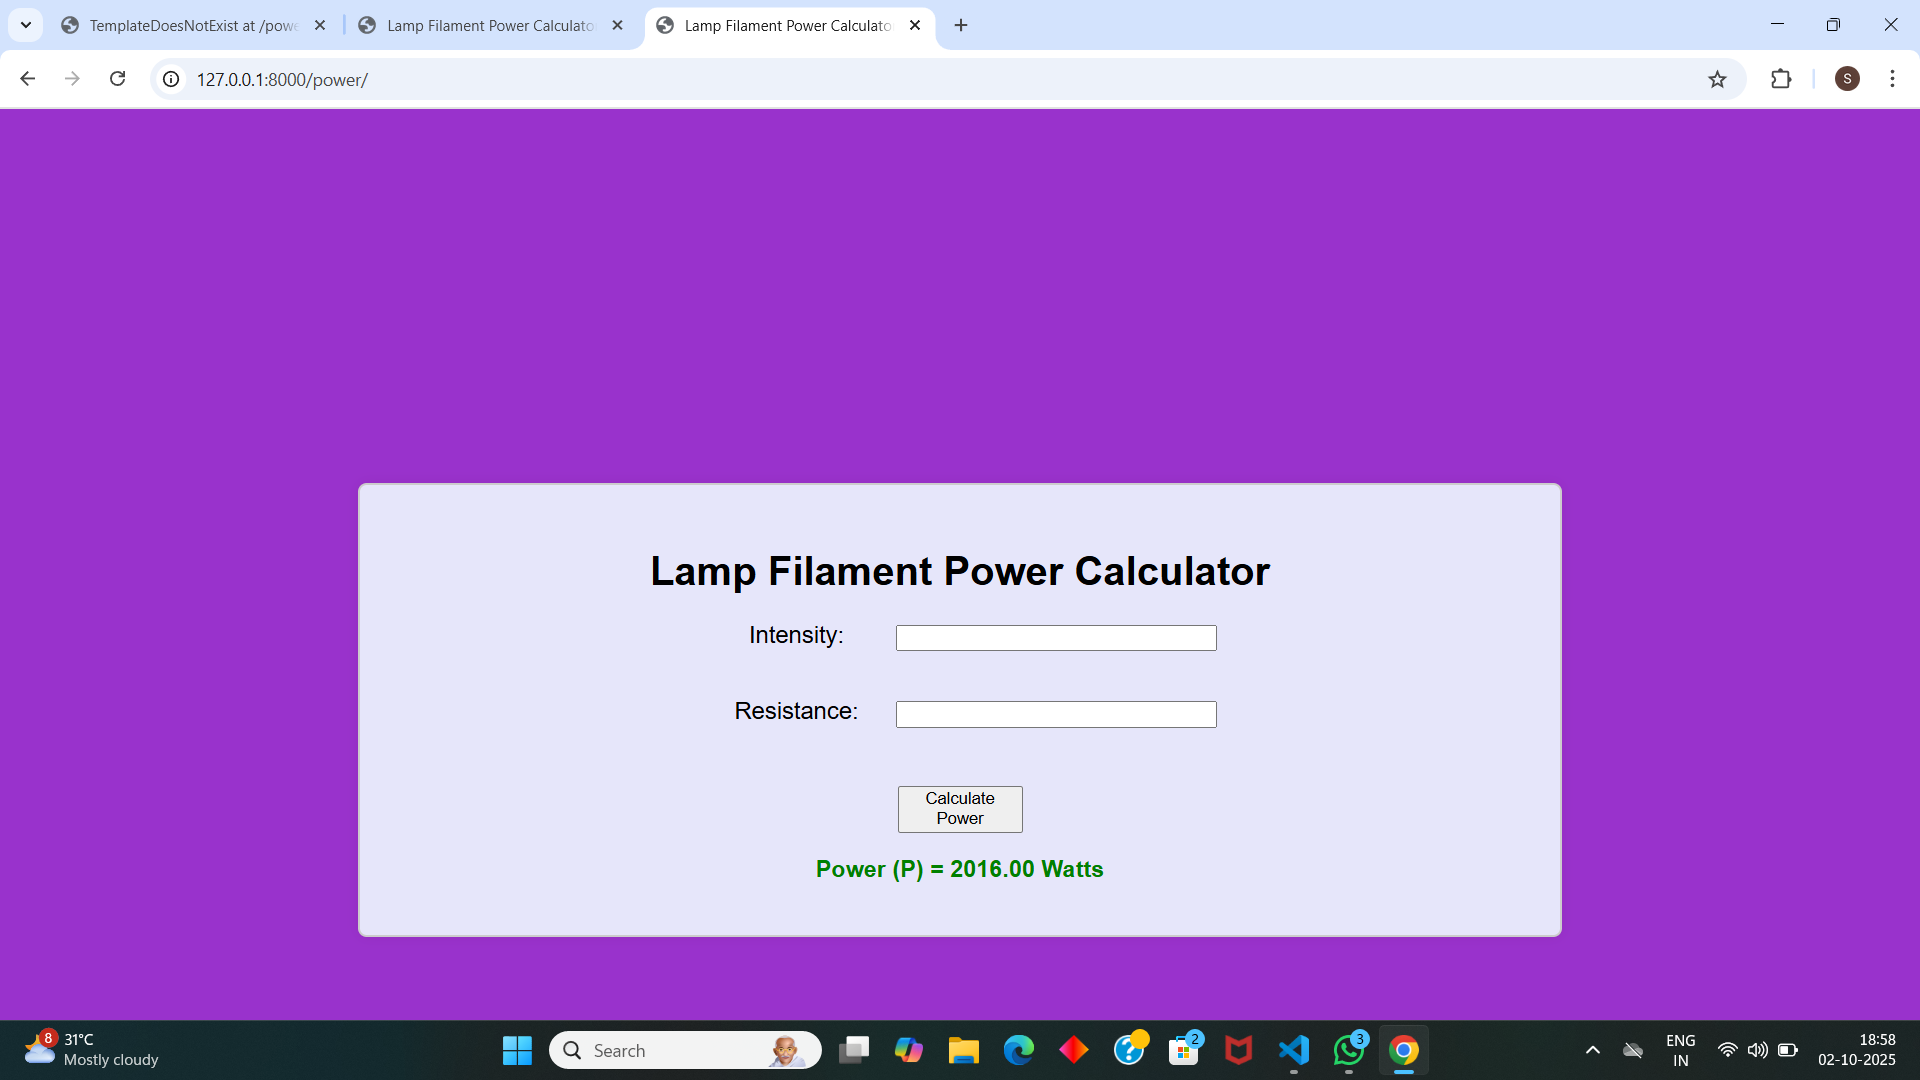 TemplateDoesNotExist at /powe
Lamp Filament Power Calculato
Lamp Filament Power Calculato
127.0.0.1:8000/power/
S
Lamp Filament Power Calculator
Intensity:
Resistance:
Calculate
Power
Power (P) = 2016.00 Watts
8
31°C
Mostly cloudy
Search
2
3
ENG
IN
18:58
02-10-2025